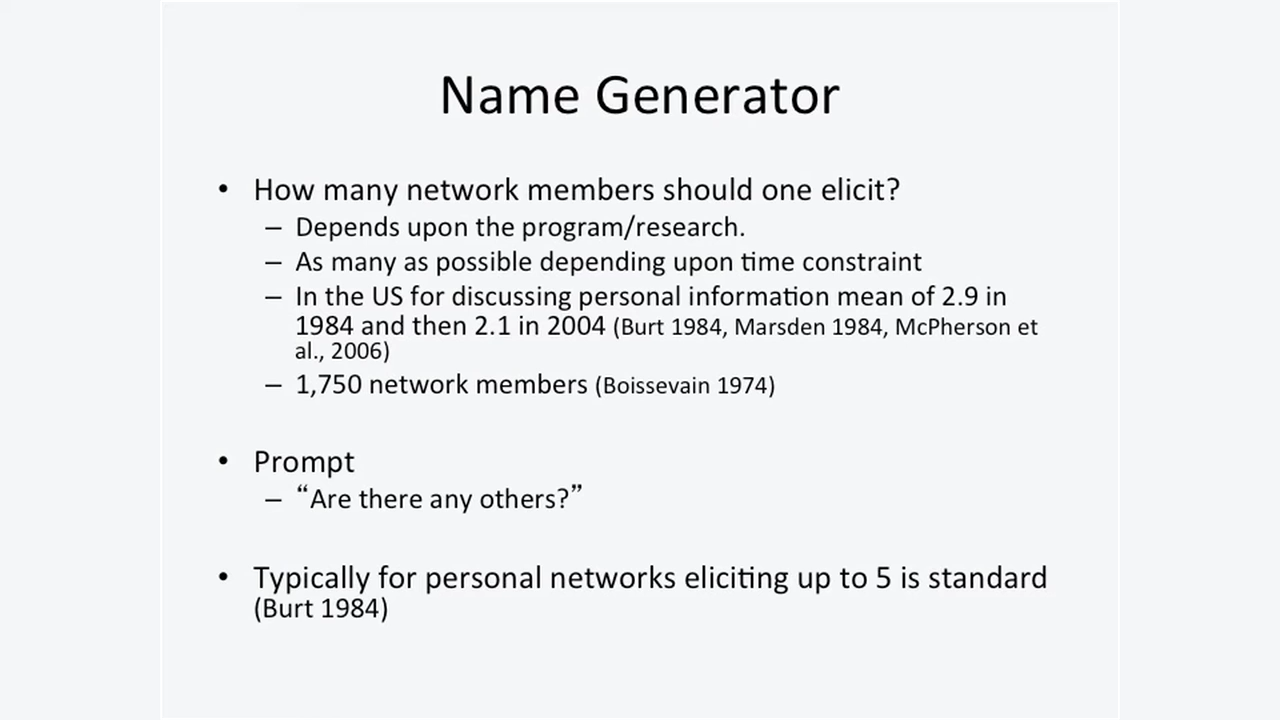 Name Generator
• How many network members should one elicit?
– Depends upon the program/research.
– As many as possible depending upon time constraint
– In the US for discussing personal information mean of 2.9 in
1984 and then 2.1 in 2004 (Burt 1984, Marsden 1984, McPherson et
al., 2006)
– 1,750 network members (Boissevain 1974)
• Prompt
– “Are there any others?”
• Typically for personal networks eliciting up to 5 is standard
(Burt 1984)